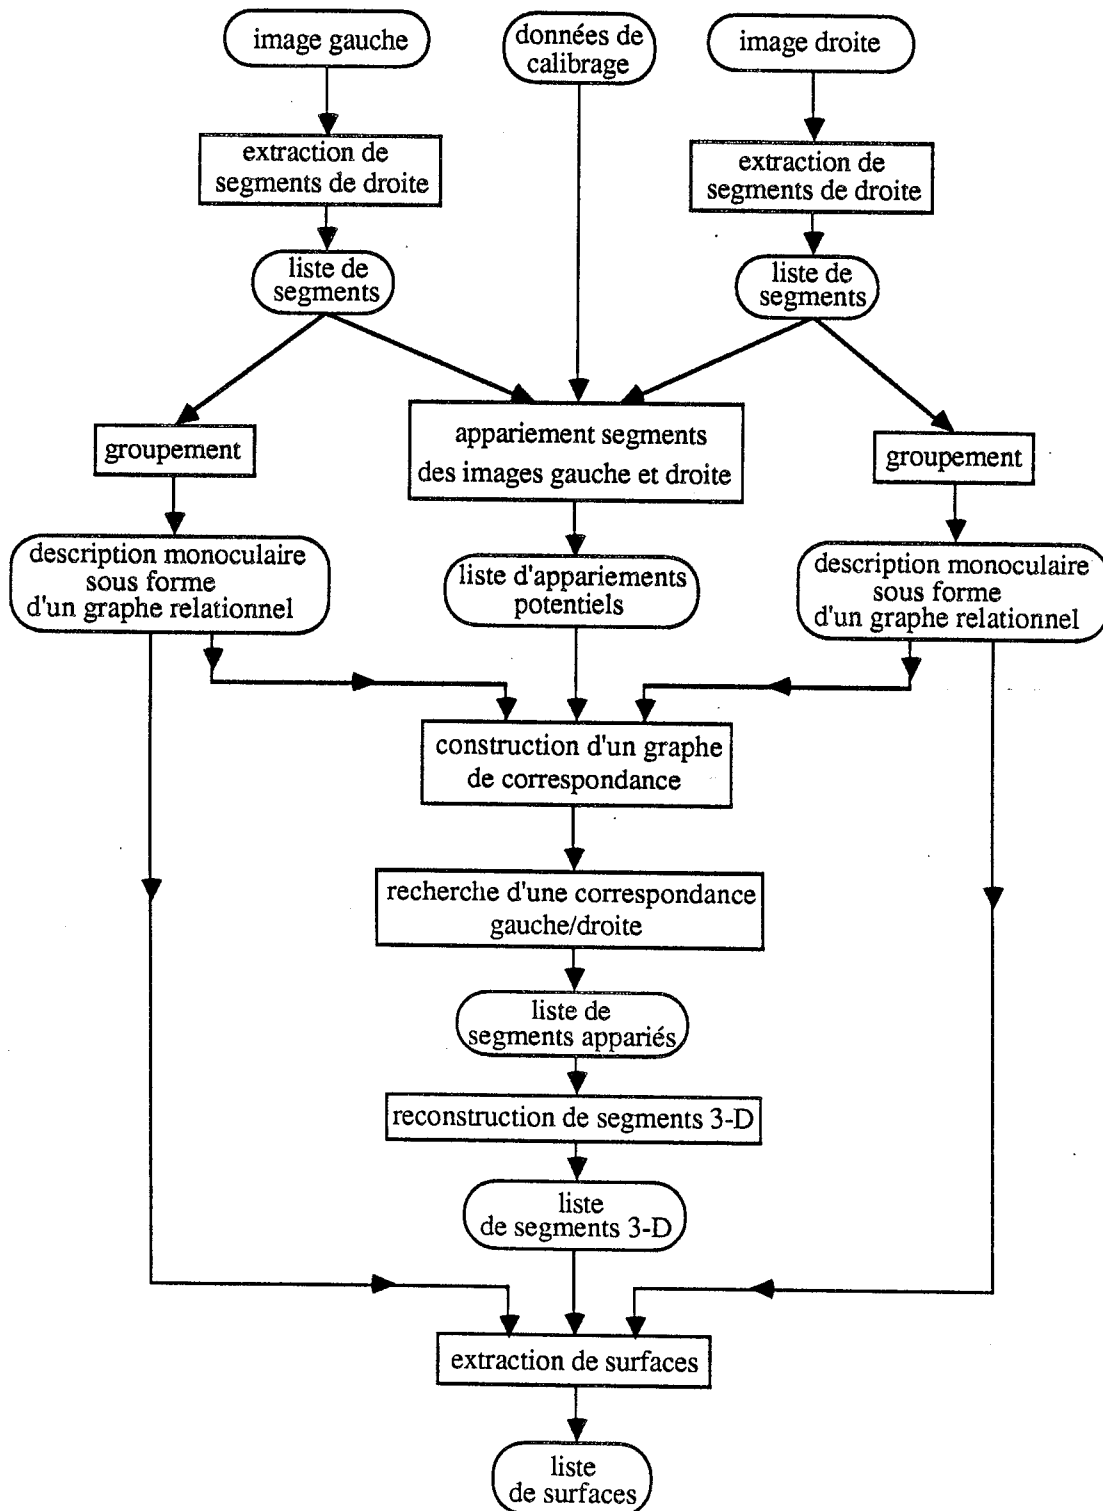 image gauche
données de
calibrage
image droite
extraction de
segments de droite
extraction de
segments de droite
liste de
segments
liste de
segments
groupement
appariement segments
des images gauche et droite
groupement
description monoculaire
sous forme
d'un graphe relationnel
liste d'appariements
potentiels
description monoculaire
sous forme
d'un graphe relationnel
construction d'un graphe
de correspondance
recherche d'une correspondance
gauche/droite
liste de
segments appariés
reconstruction de segments 3-D
liste
de segments 3-D
extraction de surfaces
liste
de surfaces